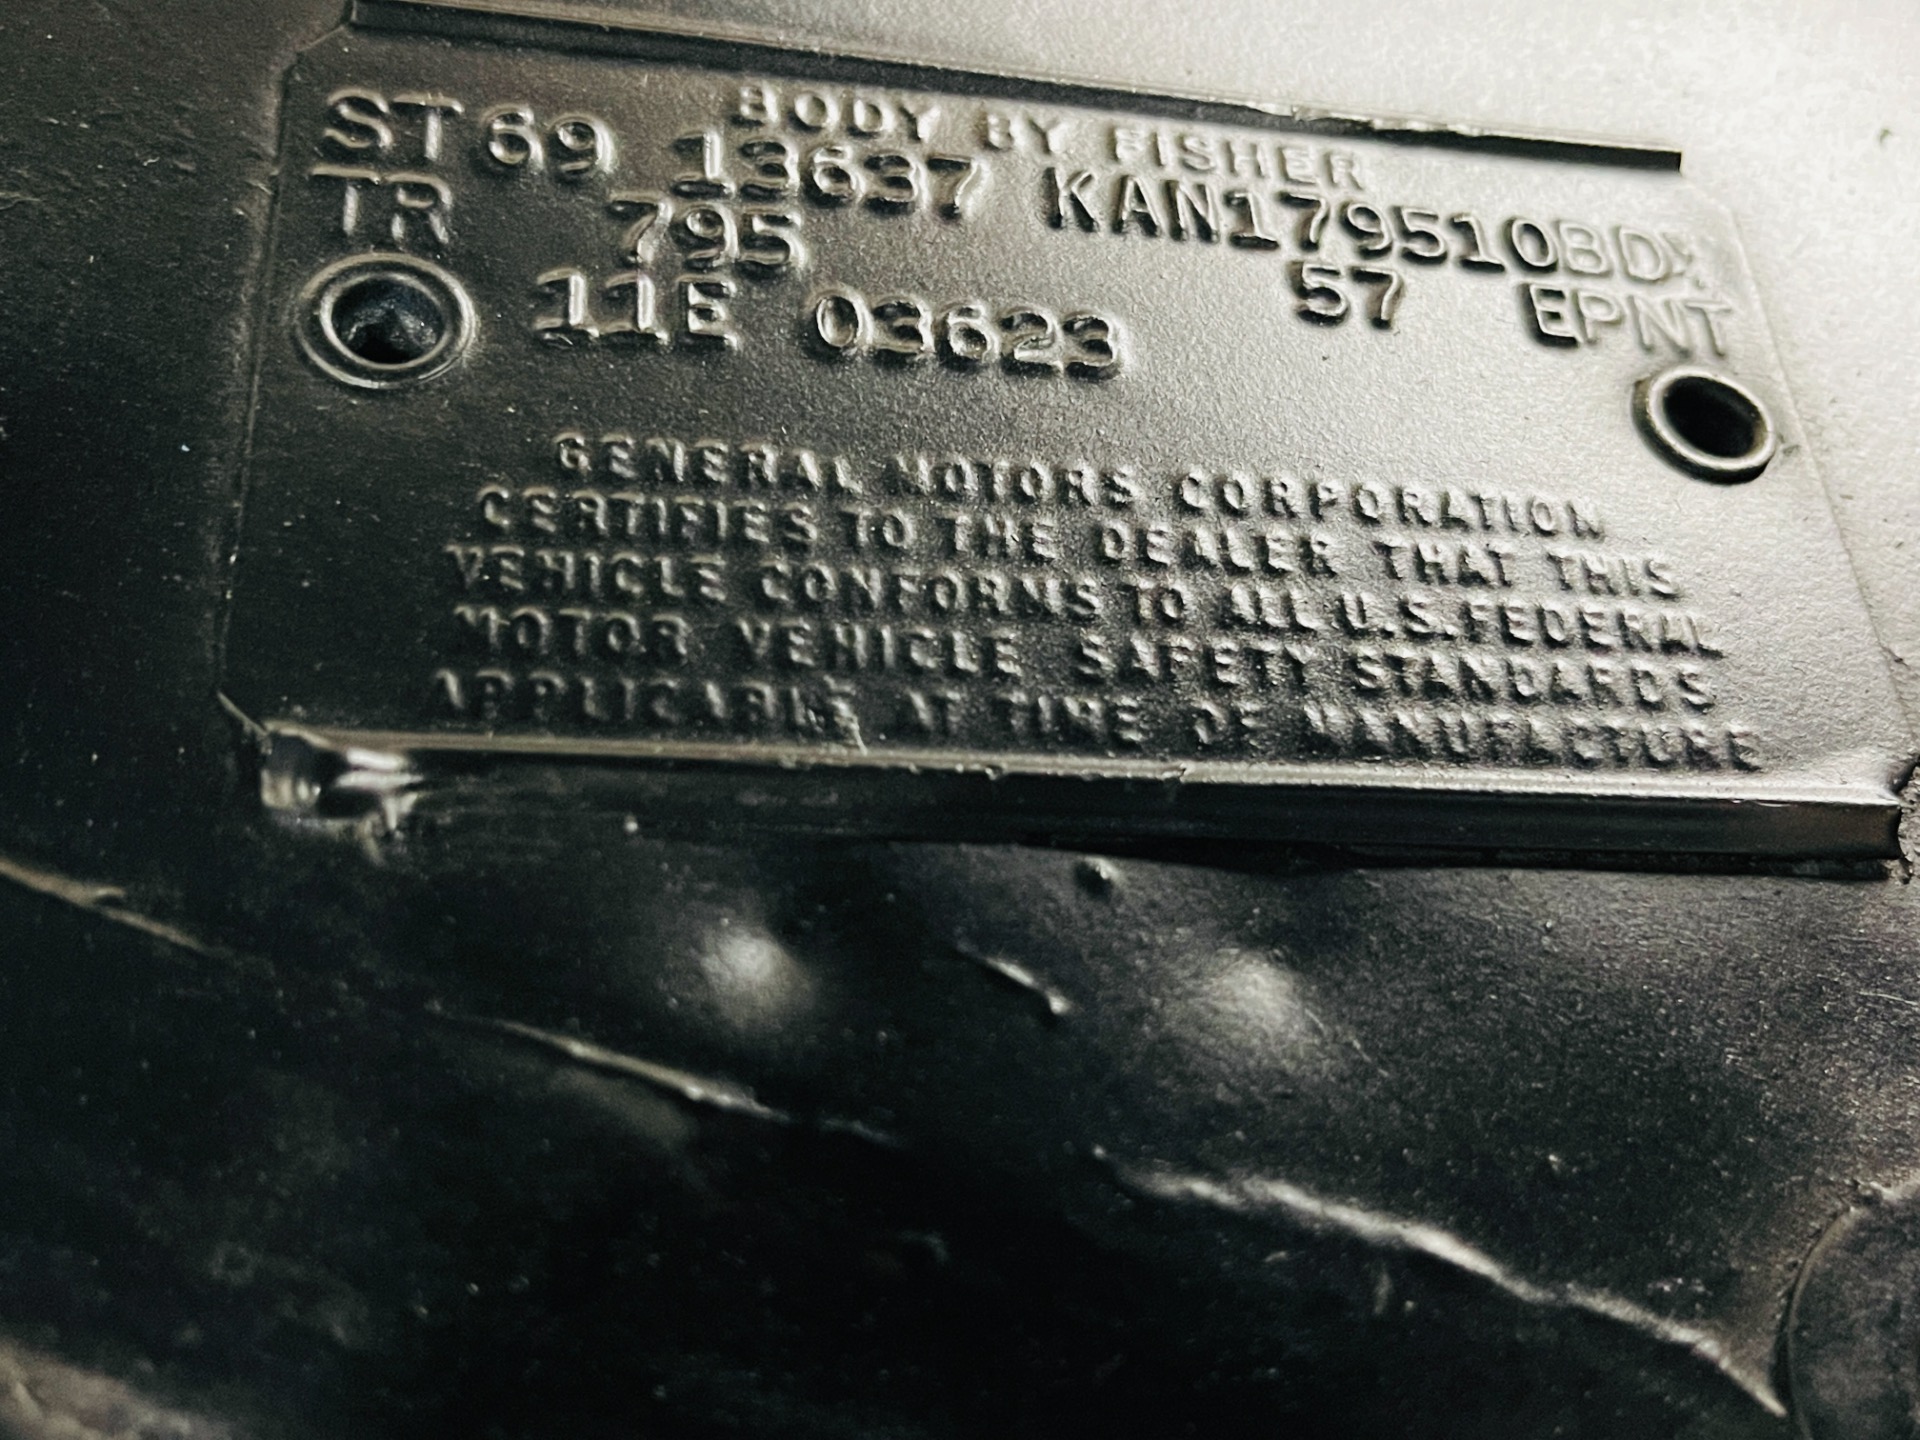 BODY BY FISHER
ST 69 13637 KAN179510BDY
TR 795 57 EPNT
11E 03623
GENERAL MOTORS CORPORATION
CERTIFIES TO THE DEALER THAT THIS
VEHICLE CONFORMS TO ALL U.S. FEDERAL
MOTOR VEHICLE SAFETY STANDARDS
APPLICABLE AT TIME OF MANUFACTURE